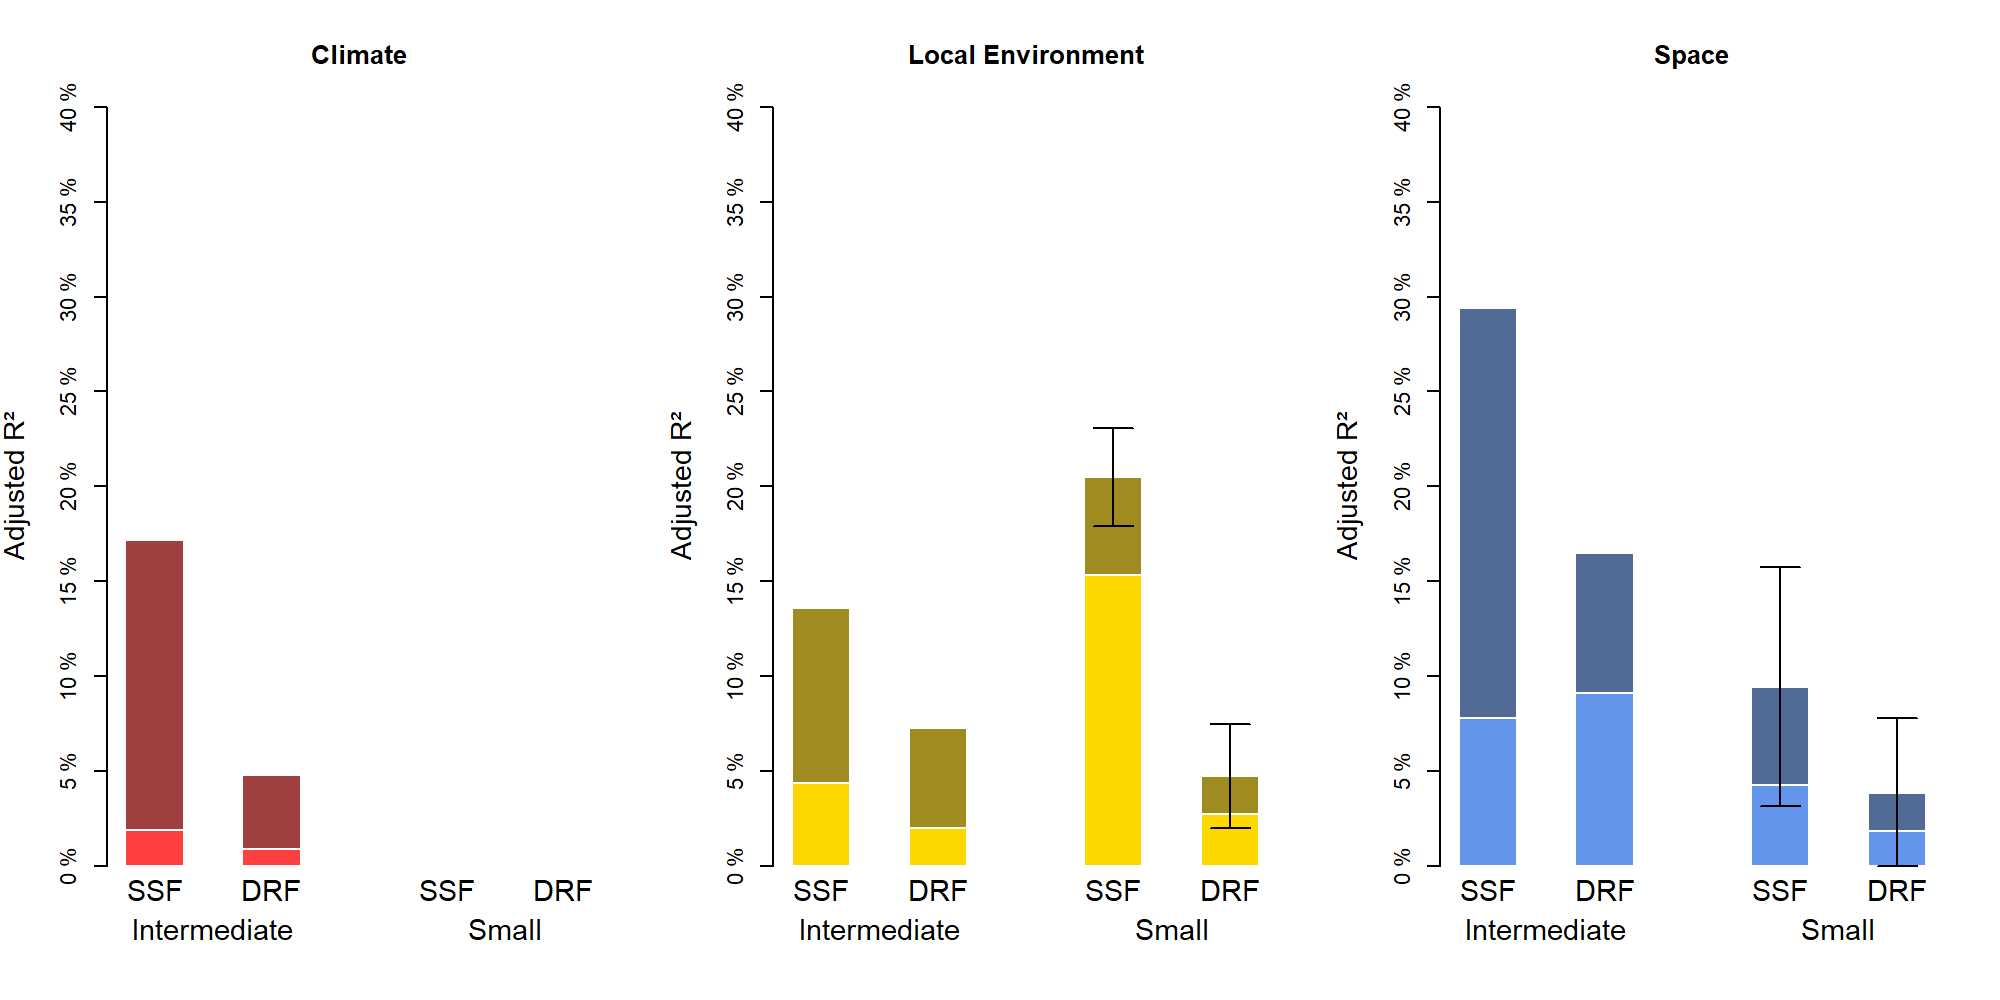 Climate
Adjusted R²
40 %
35 %
30 %
25 %
20 %
15 %
10 %
5 %
0 %
SSF DRF SSF DRF
Intermediate Small
Local Environment
Adjusted R²
40 %
35 %
30 %
25 %
20 %
15 %
10 %
5 %
0 %
SSF DRF SSF DRF
Intermediate Small
Space
Adjusted R²
40 %
35 %
30 %
25 %
20 %
15 %
10 %
5 %
0 %
SSF DRF SSF DRF
Intermediate Small